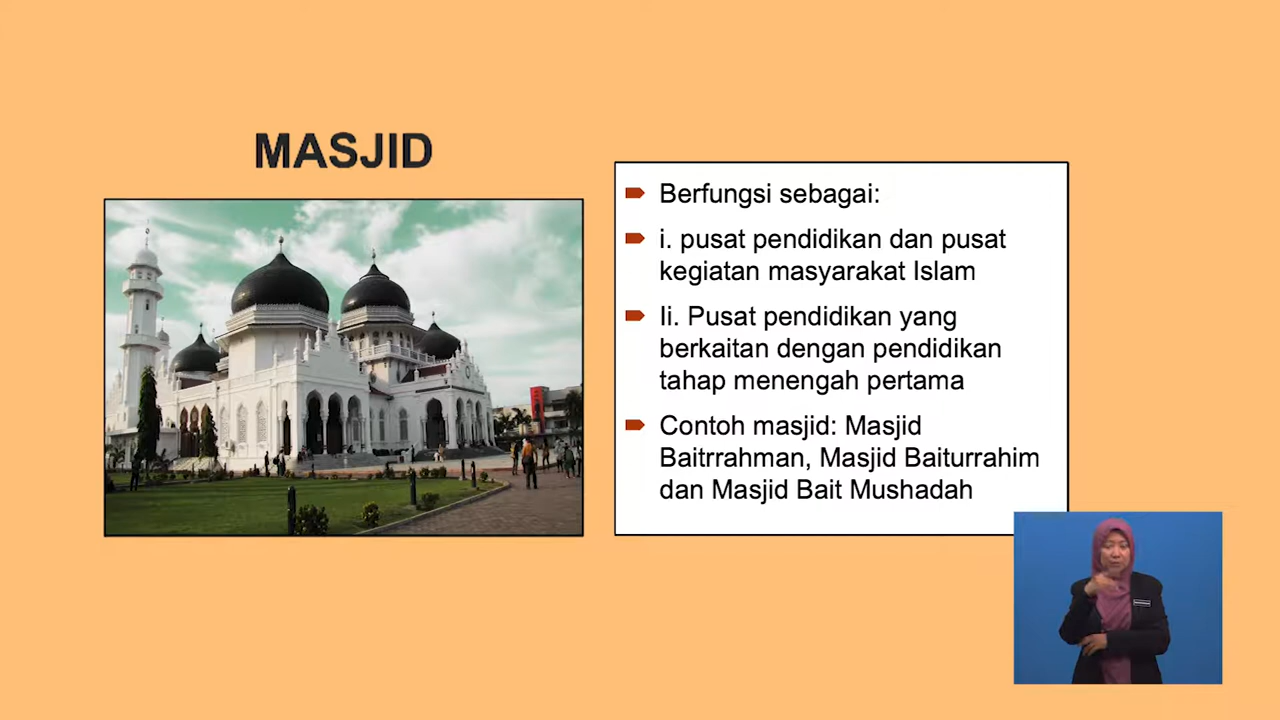 MASJID
Berfungsi sebagai:
i. pusat pendidikan dan pusat
kegiatan masyarakat Islam
Ii. Pusat pendidikan yang
berkaitan dengan pendidikan
tahap menengah pertama
Contoh masjid: Masjid
Baitrrahman, Masjid Baiturrahim
dan Masjid Bait Mushadah